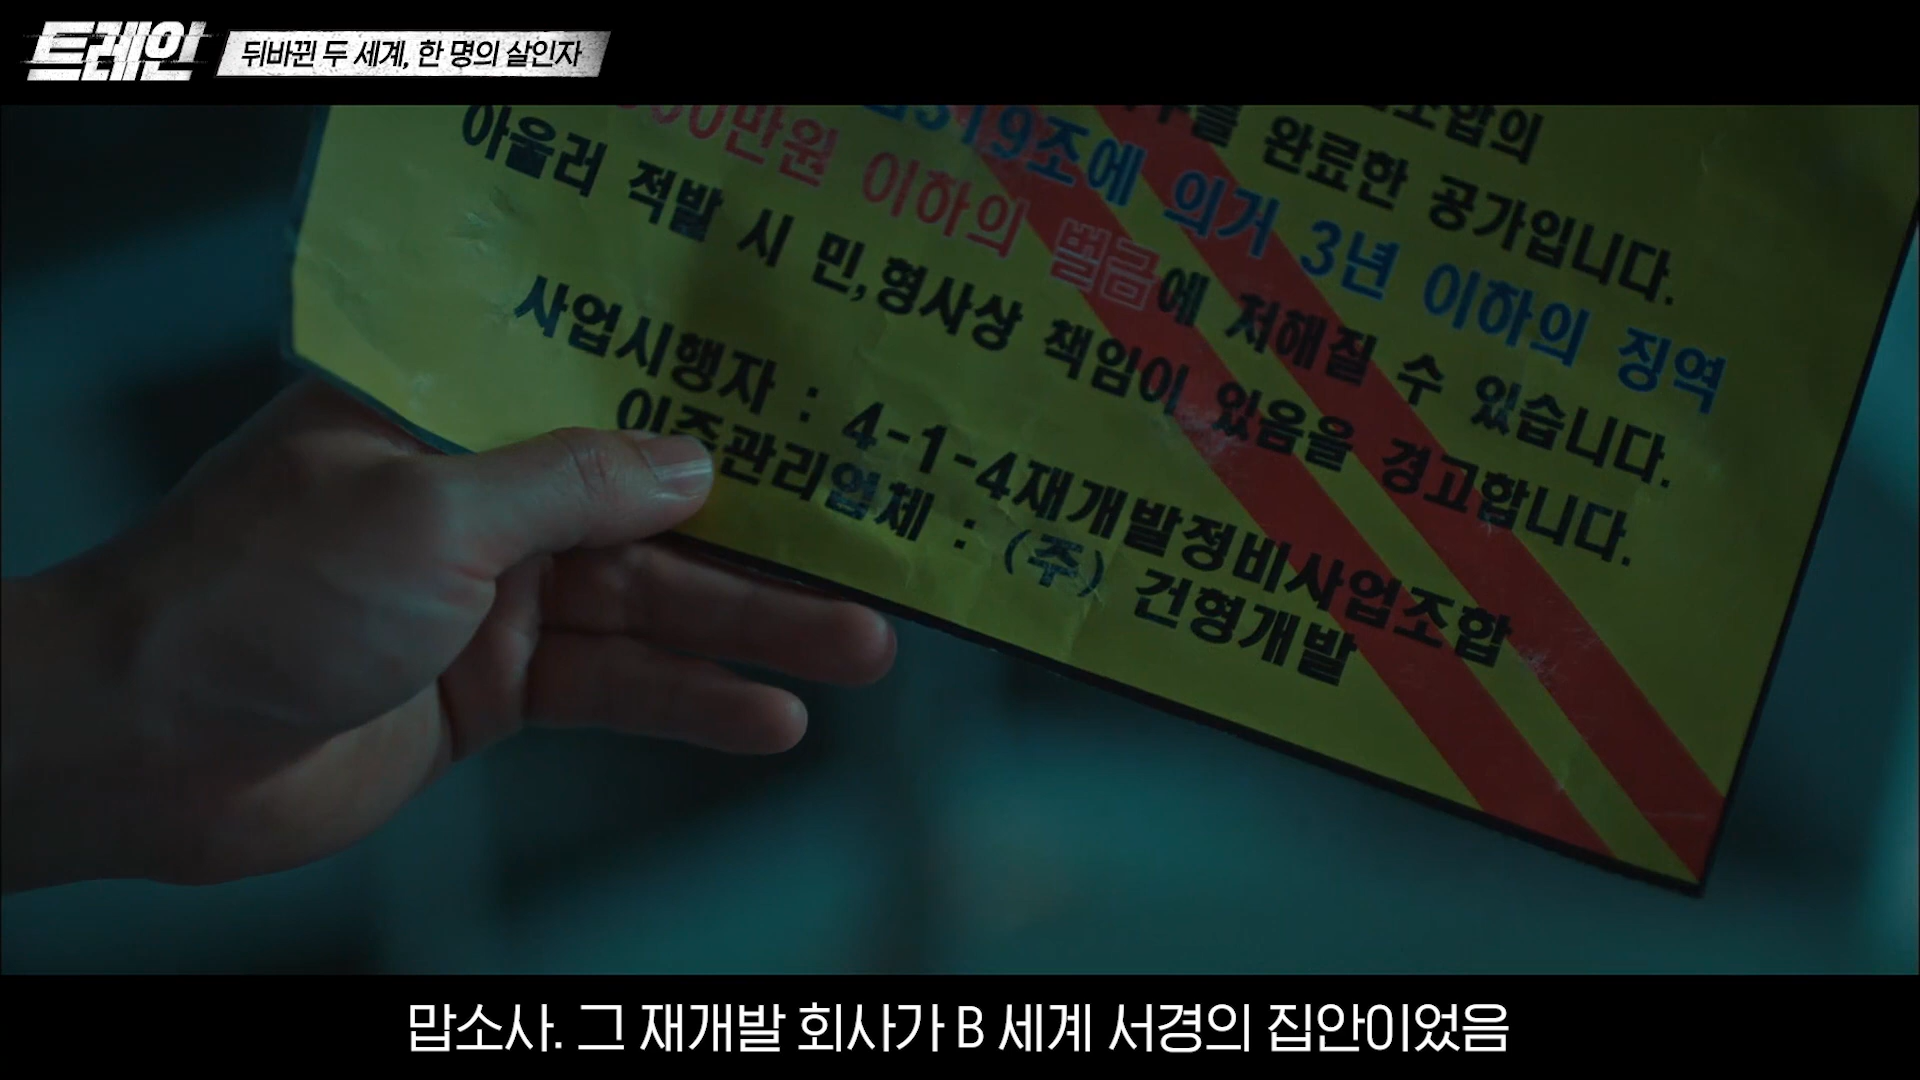 트레인
뒤바뀐 두 세계, 한 명의 살인자
완료한 공가입니다.
319조에 의거 3년 이하의 징역
00만원 이하의 벌금에 처해질 수 있습니다.
아울러 적발 시 민,형사상 책임이 있음을 경고합니다.
사업시행자 : 4-1-4재개발정비사업조합
이주관리업체 : (주) 건형개발
맙소사. 그 재개발 회사가 B 세계 서경의 집안이었음